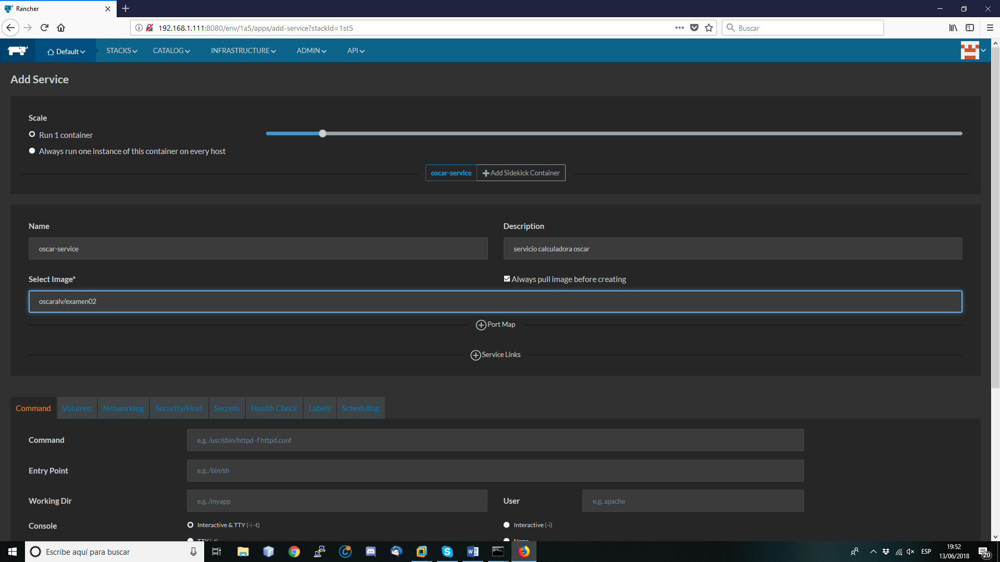 Rancher
192.168.1.111:8080/env/1a5/apps/add-service?stackId=1st5
Buscar
Default
STACKS
CATALOG
INFRASTRUCTURE
ADMIN
API
Add Service
Scale
Run 1 container
Always run one instance of this container on every host
oscar-service
Add Sidekick Container
Name
Description
oscar-service
servicio calculadora oscar
Select Image*
Always pull image before creating
oscaralv/examen02
Port Map
Service Links
Command
Volumes
Networking
Security/Host
Secrets
Health Check
Labels
Scheduling
Command
e.g. /usr/sbin/httpd -f httpd.conf
Entry Point
e.g. /bin/sh
Working Dir
e.g. /myapp
User
e.g. apache
Console
Interactive & TTY (-i -t)
Interactive (-i)
TTY (-t)
None
Escribe aquí para buscar
ESP
19:52
13/06/2018
20